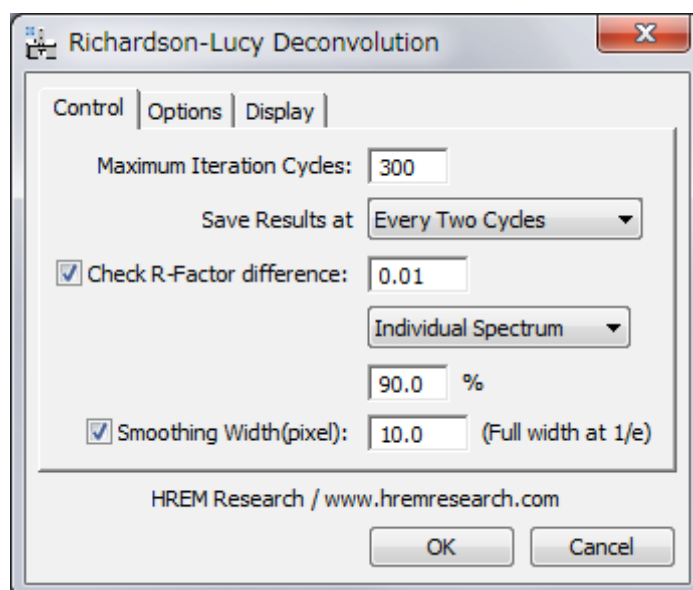 Richardson-Lucy Deconvolution
Control Options Display
Maximum Iteration Cycles: 300
Save Results at Every Two Cycles
Check R-Factor difference: 0.01
Individual Spectrum
90.0 %
Smoothing Width(pixel): 10.0 (Full width at 1/e)
HREM Research / www.hremresearch.com
OK Cancel